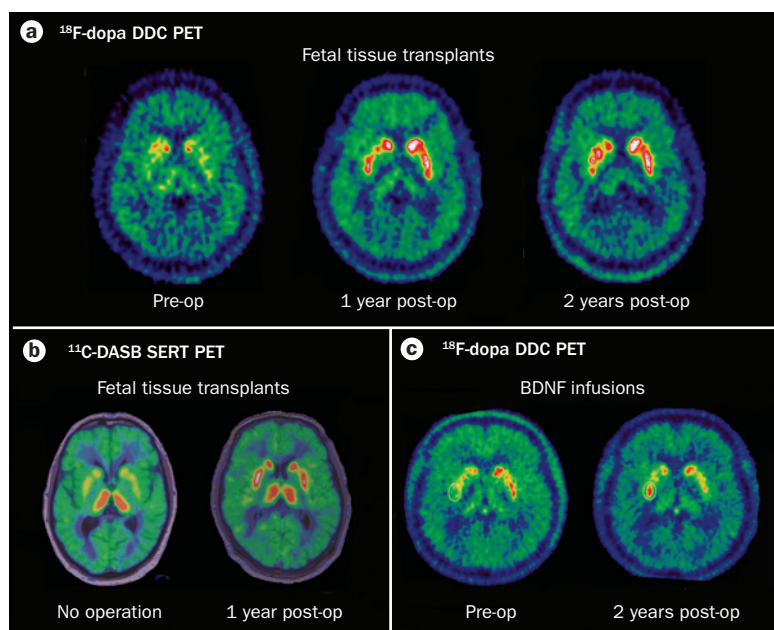 a ¹⁸F-dopa DDC PET
Fetal tissue transplants
Pre-op 1 year post-op 2 years post-op
b ¹¹C-DASB SERT PET
Fetal tissue transplants
No operation 1 year post-op
c ¹⁸F-dopa DDC PET
BDNF infusions
Pre-op 2 years post-op